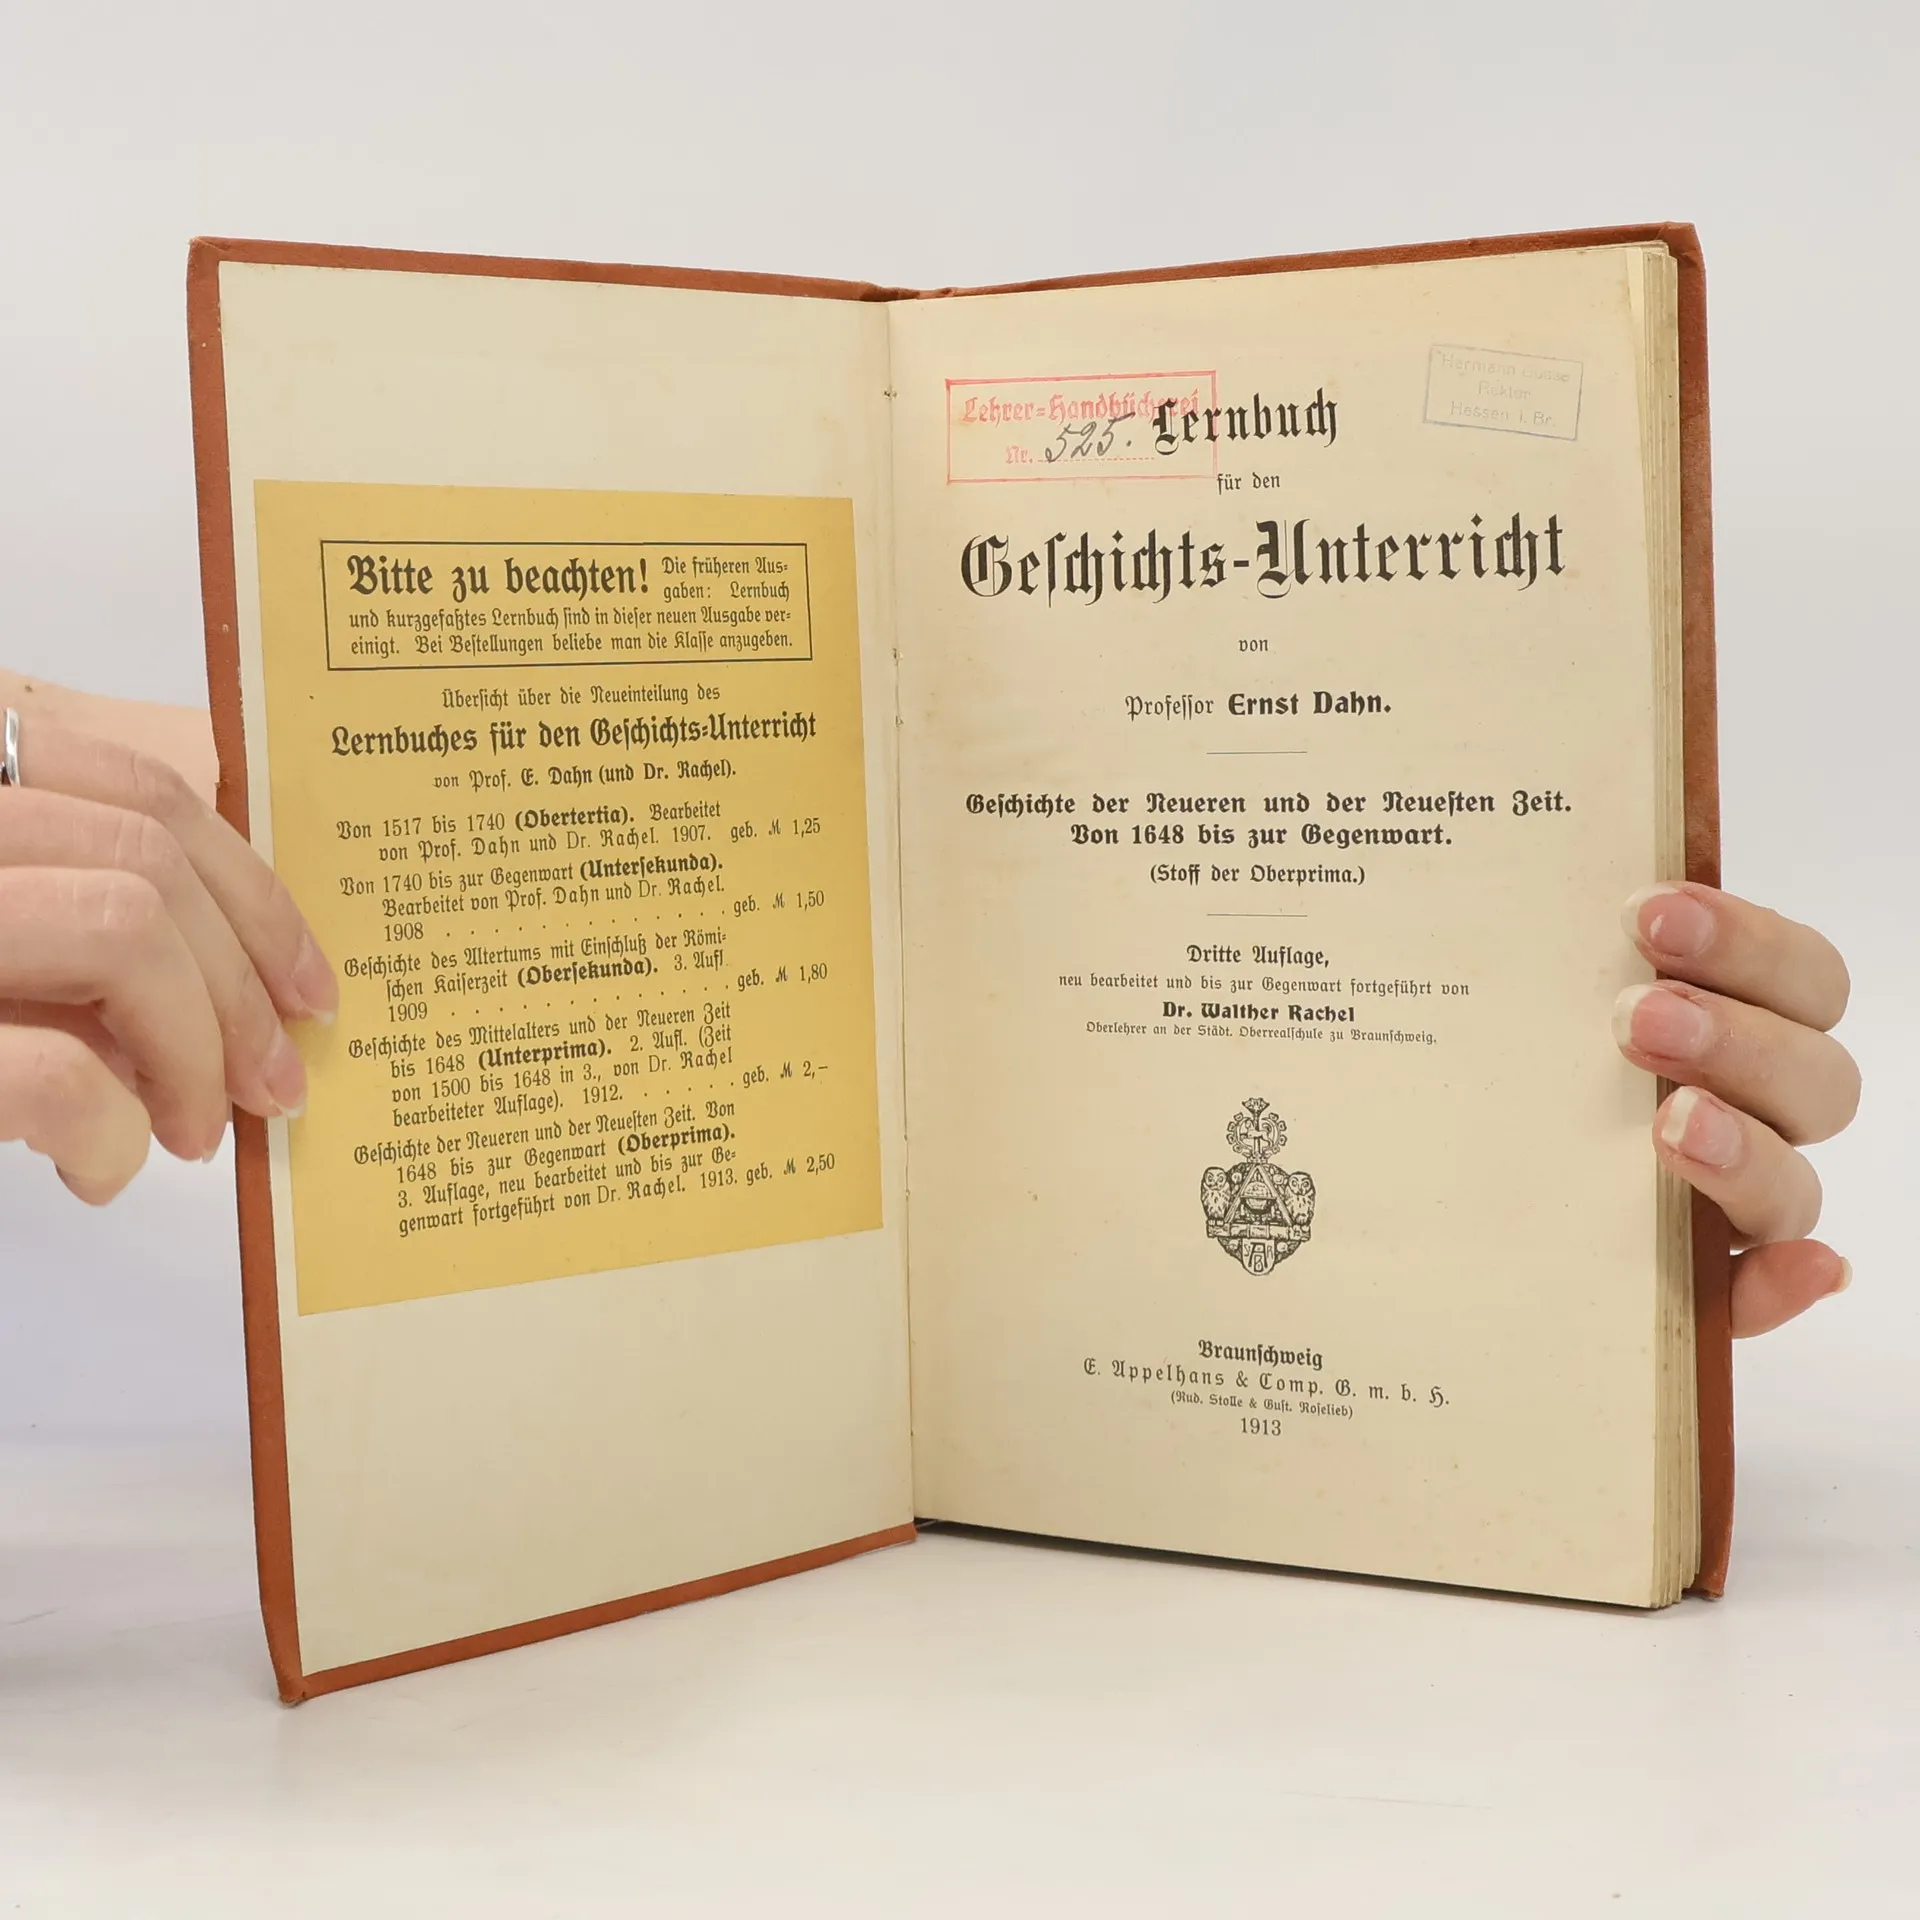 Bitte zu beachten! Die früheren Aus=
gaben: Lernbuch
und kurzgefaßtes Lernbuch sind in dieser neuen Ausgabe ver=
einigt. Bei Bestellungen beliebe man die Klasse anzugeben.
Übersicht über die Neueinteilung des
Lernbuches für den Geschichts=Unterricht
von Prof. E. Dahn (und Dr. Rachel).
Von 1517 bis 1740 (Obertertia). Bearbeitet
von Prof. Dahn und Dr. Rachel. 1907. geb. M 1,25
Von 1740 bis zur Gegenwart (Untersekunda).
Bearbeitet von Prof. Dahn und Dr. Rachel.
1908 . . . . . . . . . . . . geb. M 1,50
Geschichte des Altertums mit Einschluß der Römi=
schen Kaiserzeit (Obersekunda). 3. Aufl.
1909 . . . . . . . . . . . . geb. M 1,80
Geschichte des Mittelalters und der Neueren Zeit
bis 1648 (Unterprima). 2. Aufl. (Zeit
von 1500 bis 1648 in 3., von Dr. Rachel
bearbeiteter Auflage). 1912. . . . . . geb. M 2,—
Geschichte der Neueren und der Neuesten Zeit. Von
1648 bis zur Gegenwart (Oberprima).
3. Auflage, neu bearbeitet und bis zur Ge=
genwart fortgeführt von Dr. Rachel. 1913. geb. M 2,50
Lehrer=Handbücherei
Nr. 525.
Hermann Busse
Rektor
Hessen i. Br.
Lernbuch
für den
Geschichts-Unterricht
von
Professor Ernst Dahn.
Geschichte der Neueren und der Neuesten Zeit.
Von 1648 bis zur Gegenwart.
(Stoff der Oberprima.)
Dritte Auflage,
neu bearbeitet und bis zur Gegenwart fortgeführt von
Dr. Walther Rachel
Oberlehrer an der Städt. Oberrealschule zu Braunschweig.
Braunschweig
E. Appelhans & Comp. G. m. b. H.
(Rud. Stolle & Gust. Roselieb)
1913